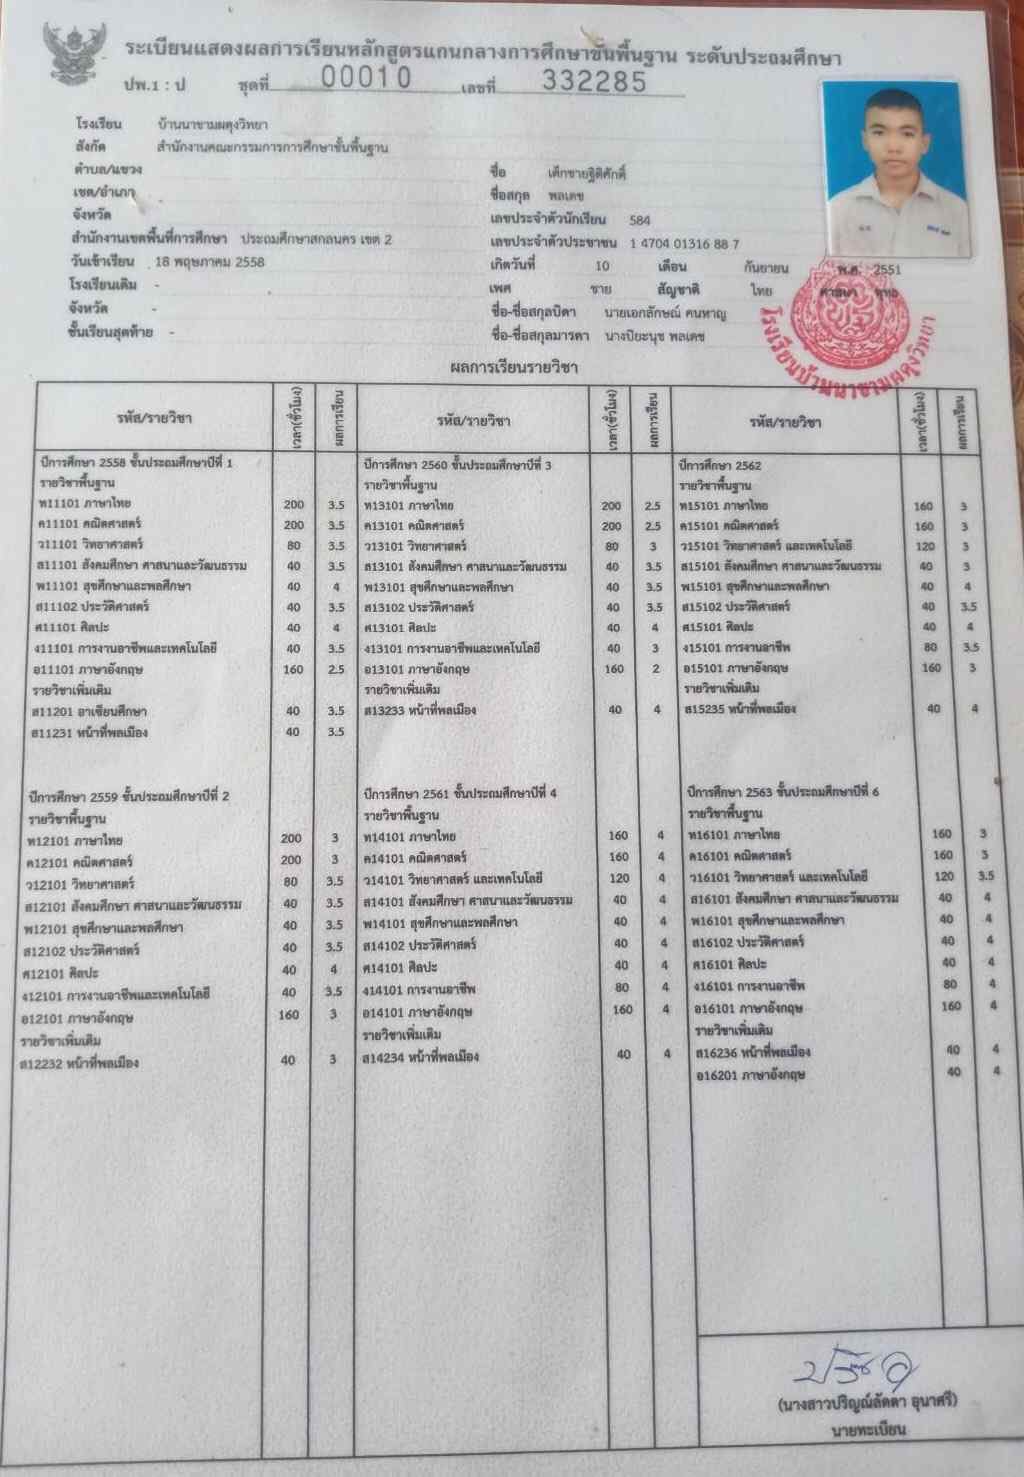 ระเบียนแสดงผลการเรียนหลักสูตรแกนกลางการศึกษาขั้นพื้นฐาน ระดับประถมศึกษา
ปพ.1 : ป ชุดที่ 00010 เลขที่ 332285
โรงเรียน บ้านนาขามผดุงวิทยา
สังกัด สำนักงานคณะกรรมการการศึกษาขั้นพื้นฐาน
ตำบล/แขวง
เขต/อำเภอ
จังหวัด
สำนักงานเขตพื้นที่การศึกษา ประถมศึกษาสกลนคร เขต 2
วันเข้าเรียน 18 พฤษภาคม 2558
โรงเรียนเดิม -
จังหวัด -
ชั้นเรียนสุดท้าย -
ชื่อ เด็กชายฐิติศักดิ์
ชื่อสกุล พลเดช
เลขประจำตัวนักเรียน 584
เลขประจำตัวประชาชน 1 4704 01316 88 7
เกิดวันที่ 10 เดือน กันยายน พ.ศ. 2551
เพศ ชาย สัญชาติ ไทย ศาสนา พุทธ
ชื่อ-ชื่อสกุลบิดา นายเอกลักษณ์ คนหาญ
ชื่อ-ชื่อสกุลมารดา นางปิยะนุช พลเดช
โรงเรียนบ้านนาขามผดุงวิทยา
ผลการเรียนรายวิชา
รหัส/รายวิชา เวลา(ชั่วโมง) ผลการเรียน รหัส/รายวิชา เวลา(ชั่วโมง) ผลการเรียน รหัส/รายวิชา เวลา(ชั่วโมง) ผลการเรียน
ปีการศึกษา 2558 ชั้นประถมศึกษาปีที่ 1
รายวิชาพื้นฐาน
ท11101 ภาษาไทย 200 3.5
ค11101 คณิตศาสตร์ 200 3.5
ว11101 วิทยาศาสตร์ 80 3.5
ส11101 สังคมศึกษา ศาสนาและวัฒนธรรม 40 3.5
พ11101 สุขศึกษาและพลศึกษา 40 4
ส11102 ประวัติศาสตร์ 40 3.5
ศ11101 ศิลปะ 40 4
ง11101 การงานอาชีพและเทคโนโลยี 40 3.5
อ11101 ภาษาอังกฤษ 160 2.5
รายวิชาเพิ่มเติม
ส11201 อาเซียนศึกษา 40 3.5
ส11231 หน้าที่พลเมือง 40 3.5
ปีการศึกษา 2559 ชั้นประถมศึกษาปีที่ 2
รายวิชาพื้นฐาน
ท12101 ภาษาไทย 200 3
ค12101 คณิตศาสตร์ 200 3
ว12101 วิทยาศาสตร์ 80 3.5
ส12101 สังคมศึกษา ศาสนาและวัฒนธรรม 40 3.5
พ12101 สุขศึกษาและพลศึกษา 40 3.5
ส12102 ประวัติศาสตร์ 40 3.5
ศ12101 ศิลปะ 40 4
ง12101 การงานอาชีพและเทคโนโลยี 40 3.5
อ12101 ภาษาอังกฤษ 160 3
รายวิชาเพิ่มเติม
ส12232 หน้าที่พลเมือง 40 3
ปีการศึกษา 2560 ชั้นประถมศึกษาปีที่ 3
รายวิชาพื้นฐาน
ท13101 ภาษาไทย 200 2.5
ค13101 คณิตศาสตร์ 200 2.5
ว13101 วิทยาศาสตร์ 80 3
ส13101 สังคมศึกษา ศาสนาและวัฒนธรรม 40 3.5
พ13101 สุขศึกษาและพลศึกษา 40 3.5
ส13102 ประวัติศาสตร์ 40 3.5
ศ13101 ศิลปะ 40 4
ง13101 การงานอาชีพและเทคโนโลยี 40 3
อ13101 ภาษาอังกฤษ 160 2
รายวิชาเพิ่มเติม
ส13233 หน้าที่พลเมือง 40 4
ปีการศึกษา 2561 ชั้นประถมศึกษาปีที่ 4
รายวิชาพื้นฐาน
ท14101 ภาษาไทย 160 4
ค14101 คณิตศาสตร์ 160 4
ว14101 วิทยาศาสตร์ และเทคโนโลยี 120 4
ส14101 สังคมศึกษา ศาสนาและวัฒนธรรม 40 4
พ14101 สุขศึกษาและพลศึกษา 40 4
ส14102 ประวัติศาสตร์ 40 4
ศ14101 ศิลปะ 40 4
ง14101 การงานอาชีพ 80 4
อ14101 ภาษาอังกฤษ 160 4
รายวิชาเพิ่มเติม
ส14234 หน้าที่พลเมือง 40 4
ปีการศึกษา 2562
รายวิชาพื้นฐาน
ท15101 ภาษาไทย 160 3
ค15101 คณิตศาสตร์ 160 3
ว15101 วิทยาศาสตร์ และเทคโนโลยี 120 3
ส15101 สังคมศึกษา ศาสนาและวัฒนธรรม 40 3
พ15101 สุขศึกษาและพลศึกษา 40 4
ส15102 ประวัติศาสตร์ 40 3.5
ศ15101 ศิลปะ 40 4
ง15101 การงานอาชีพ 80 3.5
อ15101 ภาษาอังกฤษ 160 3
รายวิชาเพิ่มเติม
ส15235 หน้าที่พลเมือง 40 4
ปีการศึกษา 2563 ชั้นประถมศึกษาปีที่ 6
รายวิชาพื้นฐาน
ท16101 ภาษาไทย 160 3
ค16101 คณิตศาสตร์ 160 3
ว16101 วิทยาศาสตร์ และเทคโนโลยี 120 3.5
ส16101 สังคมศึกษา ศาสนาและวัฒนธรรม 40 4
พ16101 สุขศึกษาและพลศึกษา 40 4
ส16102 ประวัติศาสตร์ 40 4
ศ16101 ศิลปะ 40 4
ง16101 การงานอาชีพ 80 4
อ16101 ภาษาอังกฤษ 160 4
รายวิชาเพิ่มเติม
ส16236 หน้าที่พลเมือง 40 4
อ16201 ภาษาอังกฤษ 40 4
(นางสาวปริญณ์ลัดดา อุนาศรี)
นายทะเบียน